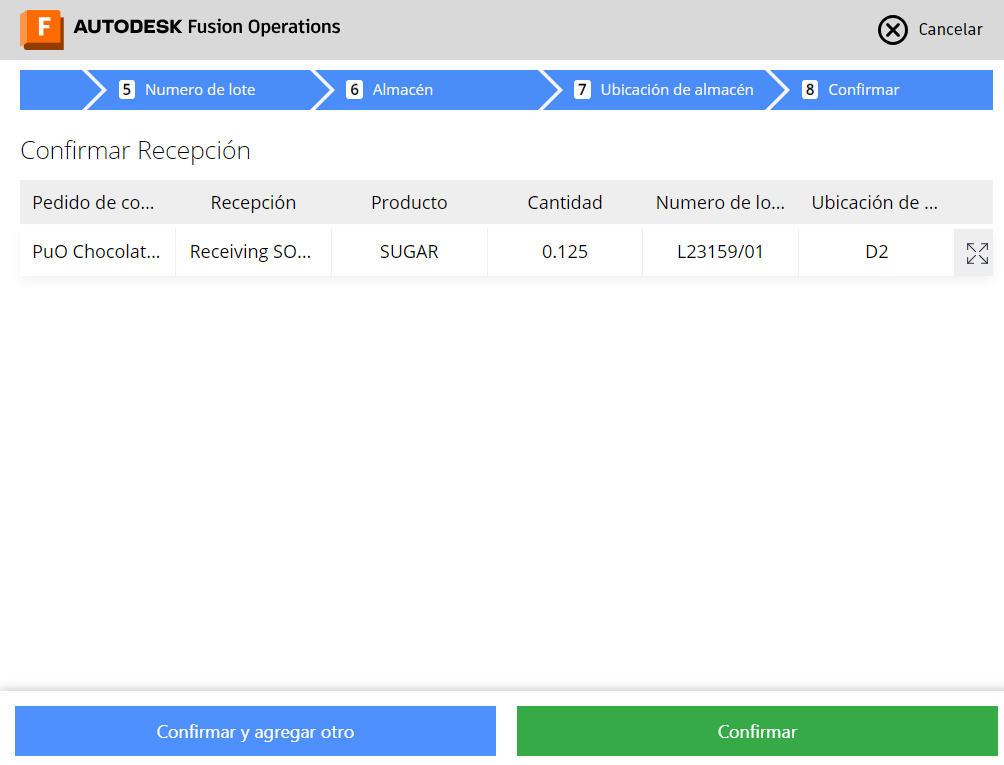 F AUTODESK Fusion Operations Cancelar
5 Numero de lote 6 Almacén 7 Ubicación de almacén 8 Confirmar
Confirmar Recepción
Pedido de co... Recepción Producto Cantidad Numero de lo... Ubicación de ...
PuO Chocolat... Receiving SO... SUGAR 0.125 L23159/01 D2
Confirmar y agregar otro Confirmar